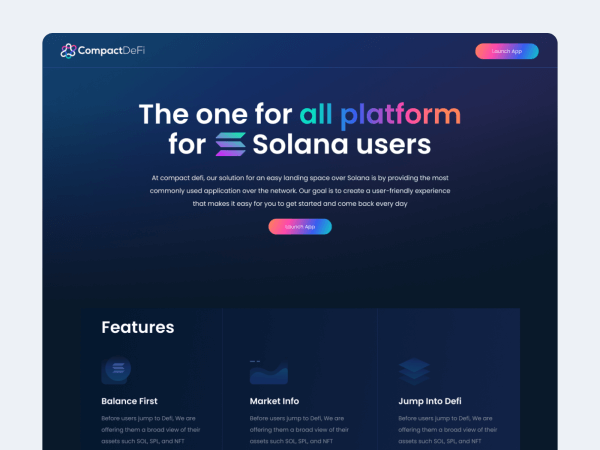 CompactDeFi
Launch App
The one for all platform
for Solana users
At compact defi, our solution for an easy landing space over Solana is by providing the most
commonly used application over the network. Our goal is to create a user-friendly experience
that makes it easy for you to get started and come back every day
Launch App
Features
Balance First
Before users jump to Defi, We are
offering them a broad view of their
assets such SOL, SPL, and NFT
Market Info
Before users jump to Defi, We are
offering them a broad view of their
assets such SOL, SPL, and NFT
Jump Into Defi
Before users jump to Defi, We are
offering them a broad view of their
assets such SOL, SPL, and NFT